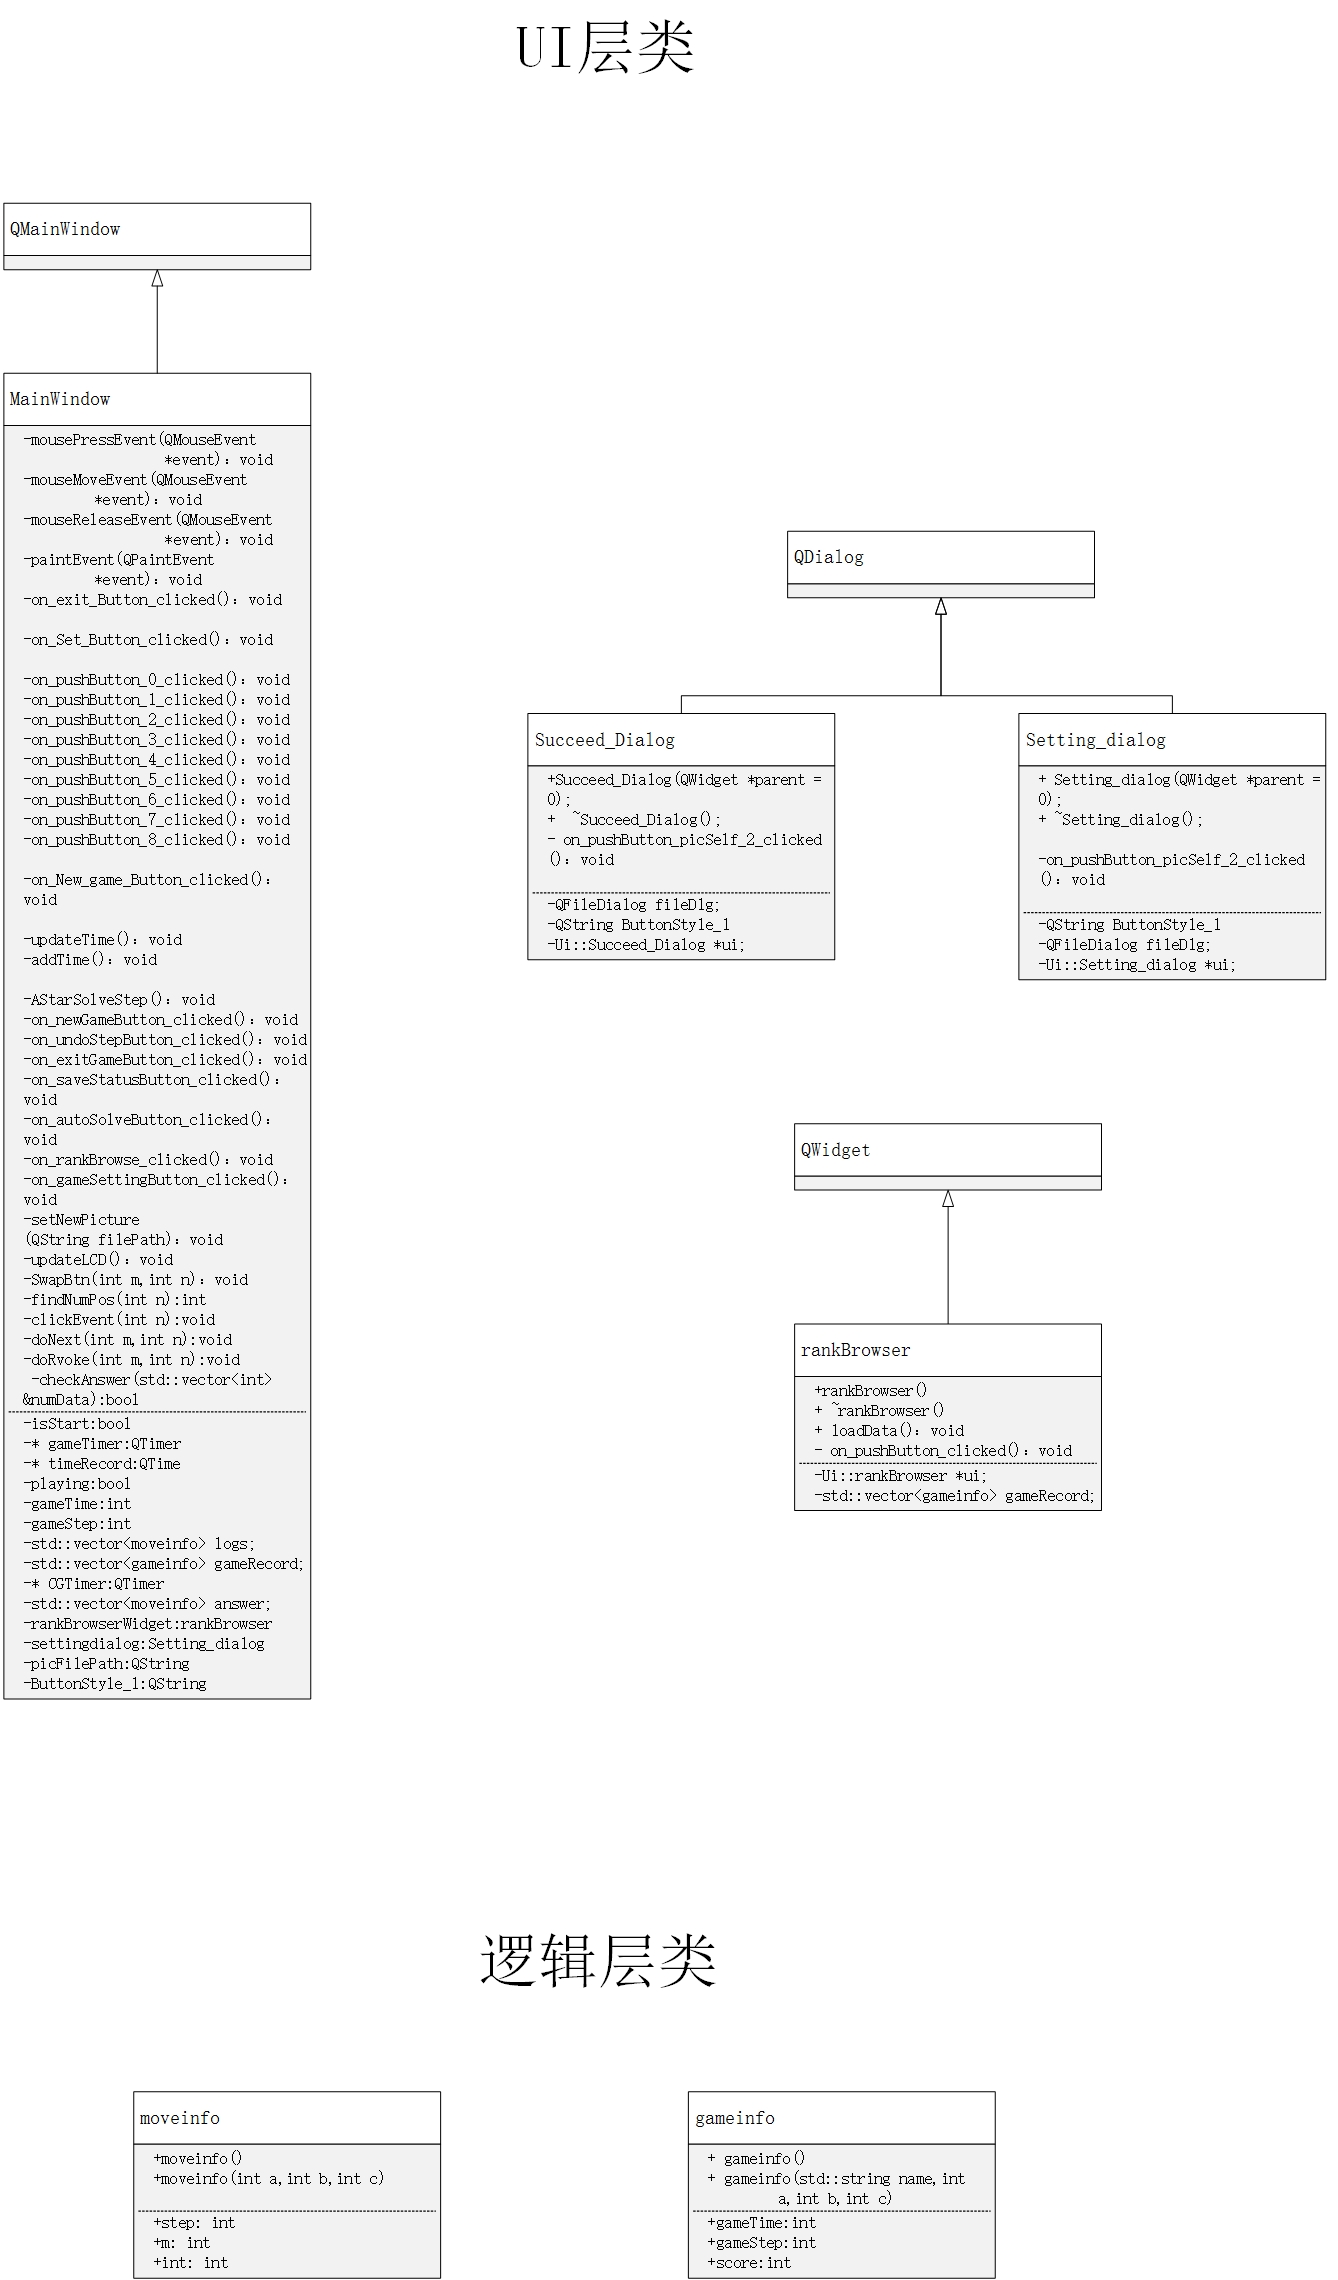 UI层类
QMainWindow
MainWindow
-mousePressEvent(QMouseEvent
*event)：void
-mouseMoveEvent(QMouseEvent
*event)：void
-mouseReleaseEvent(QMouseEvent
*event)：void
-paintEvent(QPaintEvent
*event)：void
-on_exit_Button_clicked()：void
-on_Set_Button_clicked()：void
-on_pushButton_0_clicked()：void
-on_pushButton_1_clicked()：void
-on_pushButton_2_clicked()：void
-on_pushButton_3_clicked()：void
-on_pushButton_4_clicked()：void
-on_pushButton_5_clicked()：void
-on_pushButton_6_clicked()：void
-on_pushButton_7_clicked()：void
-on_pushButton_8_clicked()：void
-on_New_game_Button_clicked()：
void
-updateTime()：void
-addTime()：void
-AStarSolveStep()：void
-on_newGameButton_clicked()：void
-on_undoStepButton_clicked()：void
-on_exitGameButton_clicked()：void
-on_saveStatusButton_clicked()：
void
-on_autoSolveButton_clicked()：
void
-on_rankBrowse_clicked()：void
-on_gameSettingButton_clicked()：
void
-setNewPicture
(QString filePath)：void
-updateLCD()：void
-SwapBtn(int m,int n)：void
-findNumPos(int n):int
-clickEvent(int n):void
-doNext(int m,int n):void
-doRvoke(int m,int n):void
-checkAnswer(std::vector<int>
&numData):bool
-isStart:bool
-* gameTimer:QTimer
-* timeRecord:QTime
-playing:bool
-gameTime:int
-gameStep:int
-std::vector<moveinfo> logs;
-std::vector<gameinfo> gameRecord;
-* CGTimer:QTimer
-std::vector<moveinfo> answer;
-rankBrowserWidget:rankBrowser
-settingdialog:Setting_dialog
-picFilePath:QString
-ButtonStyle_1:QString
QDialog
Succeed_Dialog
+Succeed_Dialog(QWidget *parent =
0);
+ ~Succeed_Dialog();
- on_pushButton_picSelf_2_clicked
()：void
-QFileDialog fileDlg;
-QString ButtonStyle_1
-Ui::Succeed_Dialog *ui;
Setting_dialog
+ Setting_dialog(QWidget *parent =
0);
+ ~Setting_dialog();
-on_pushButton_picSelf_2_clicked
()：void
-QString ButtonStyle_1
-QFileDialog fileDlg;
-Ui::Setting_dialog *ui;
QWidget
rankBrowser
+rankBrowser()
+ ~rankBrowser()
+ loadData()：void
- on_pushButton_clicked()：void
-Ui::rankBrowser *ui;
-std::vector<gameinfo> gameRecord;
逻辑层类
moveinfo
+moveinfo()
+moveinfo(int a,int b,int c)
+step: int
+m: int
+int: int
gameinfo
+ gameinfo()
+ gameinfo(std::string name,int
a,int b,int c)
+gameTime:int
+gameStep:int
+score:int